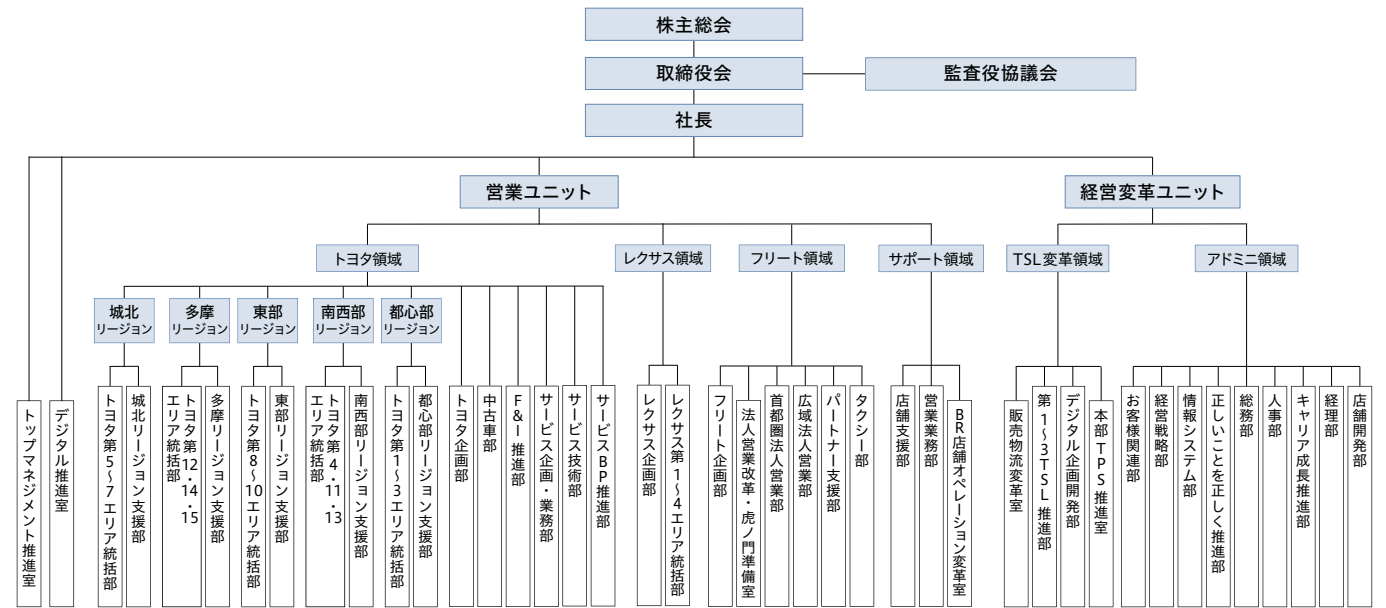 株主総会
取締役会
監査役協議会
社長
営業ユニット
経営変革ユニット
トヨタ領域
レクサス領域
フリート領域
サポート領域
TSL変革領域
アドミニ領域
城北
リージョン
多摩
リージョン
東部
リージョン
南西部
リージョン
都心部
リージョン
トップマネジメント推進室
デジタル推進室
トヨタ第5~7エリア統括部
城北リージョン支援部
トヨタ第12・14・15
エリア統括部
多摩リージョン支援部
トヨタ第8~10エリア統括部
東部リージョン支援部
トヨタ第4・11・13
エリア統括部
南西部リージョン支援部
トヨタ第1~3エリア統括部
都心部リージョン支援部
トヨタ企画部
中古車部
F&I推進部
サービス企画・業務部
サービス技術部
サービスBP推進部
レクサス企画部
レクサス第1~4エリア統括部
フリート企画部
法人営業改革・虎ノ門準備室
首都圏法人営業部
広域法人営業部
パートナー支援部
タクシー部
店舗支援部
営業業務部
BR店舗オペレーション変革室
販売物流変革室
第1~3TSL推進部
デジタル企画開発部
本部TPS推進室
お客様関連部
経営戦略部
情報システム部
正しいことを正しく推進部
総務部
人事部
キャリア成長推進部
経理部
店舗開発部